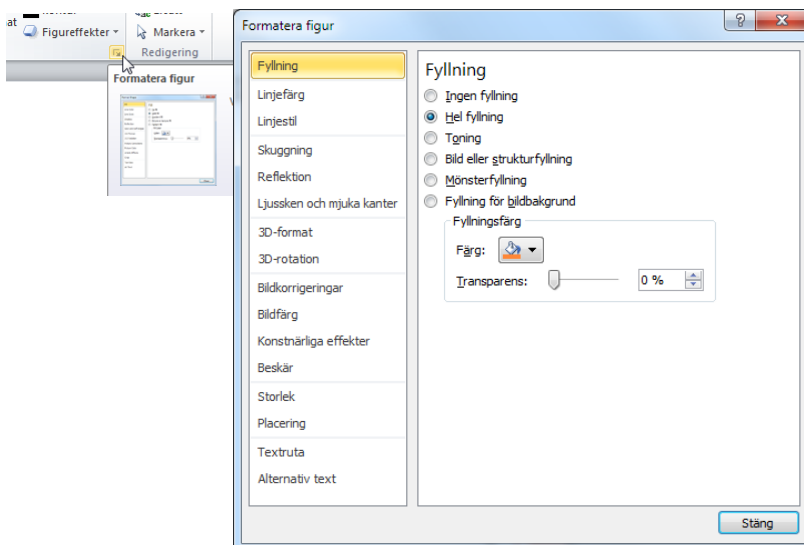 at
Figureffekter
Markera
Redigering
Formatera figur
Formatera figur
Fyllning
Linjefärg
Linjestil
Skuggning
Reflektion
Ljussken och mjuka kanter
3D-format
3D-rotation
Bildkorrigeringar
Bildfärg
Konstnärliga effekter
Beskär
Storlek
Placering
Textruta
Alternativ text
Fyllning
Ingen fyllning
Hel fyllning
Toning
Bild eller strukturfyllning
Mönsterfyllning
Fyllning för bildbakgrund
Fyllningsfärg
Färg:
Transparens: 0 %
Stäng